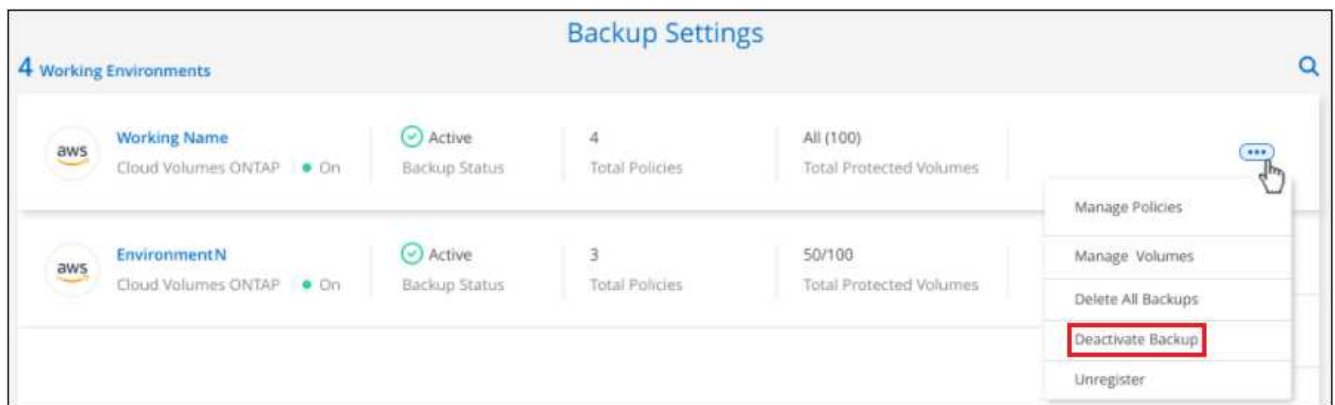 Backup Settings
4 Working Environments
aws Working Name Active 4 All (100)
Cloud Volumes ONTAP On Backup Status Total Policies Total Protected Volumes
Manage Policies
aws EnvironmentN Active 3 50/100
Cloud Volumes ONTAP On Backup Status Total Policies Total Protected Volumes
Manage Volumes
Delete All Backups
Deactivate Backup
Unregister